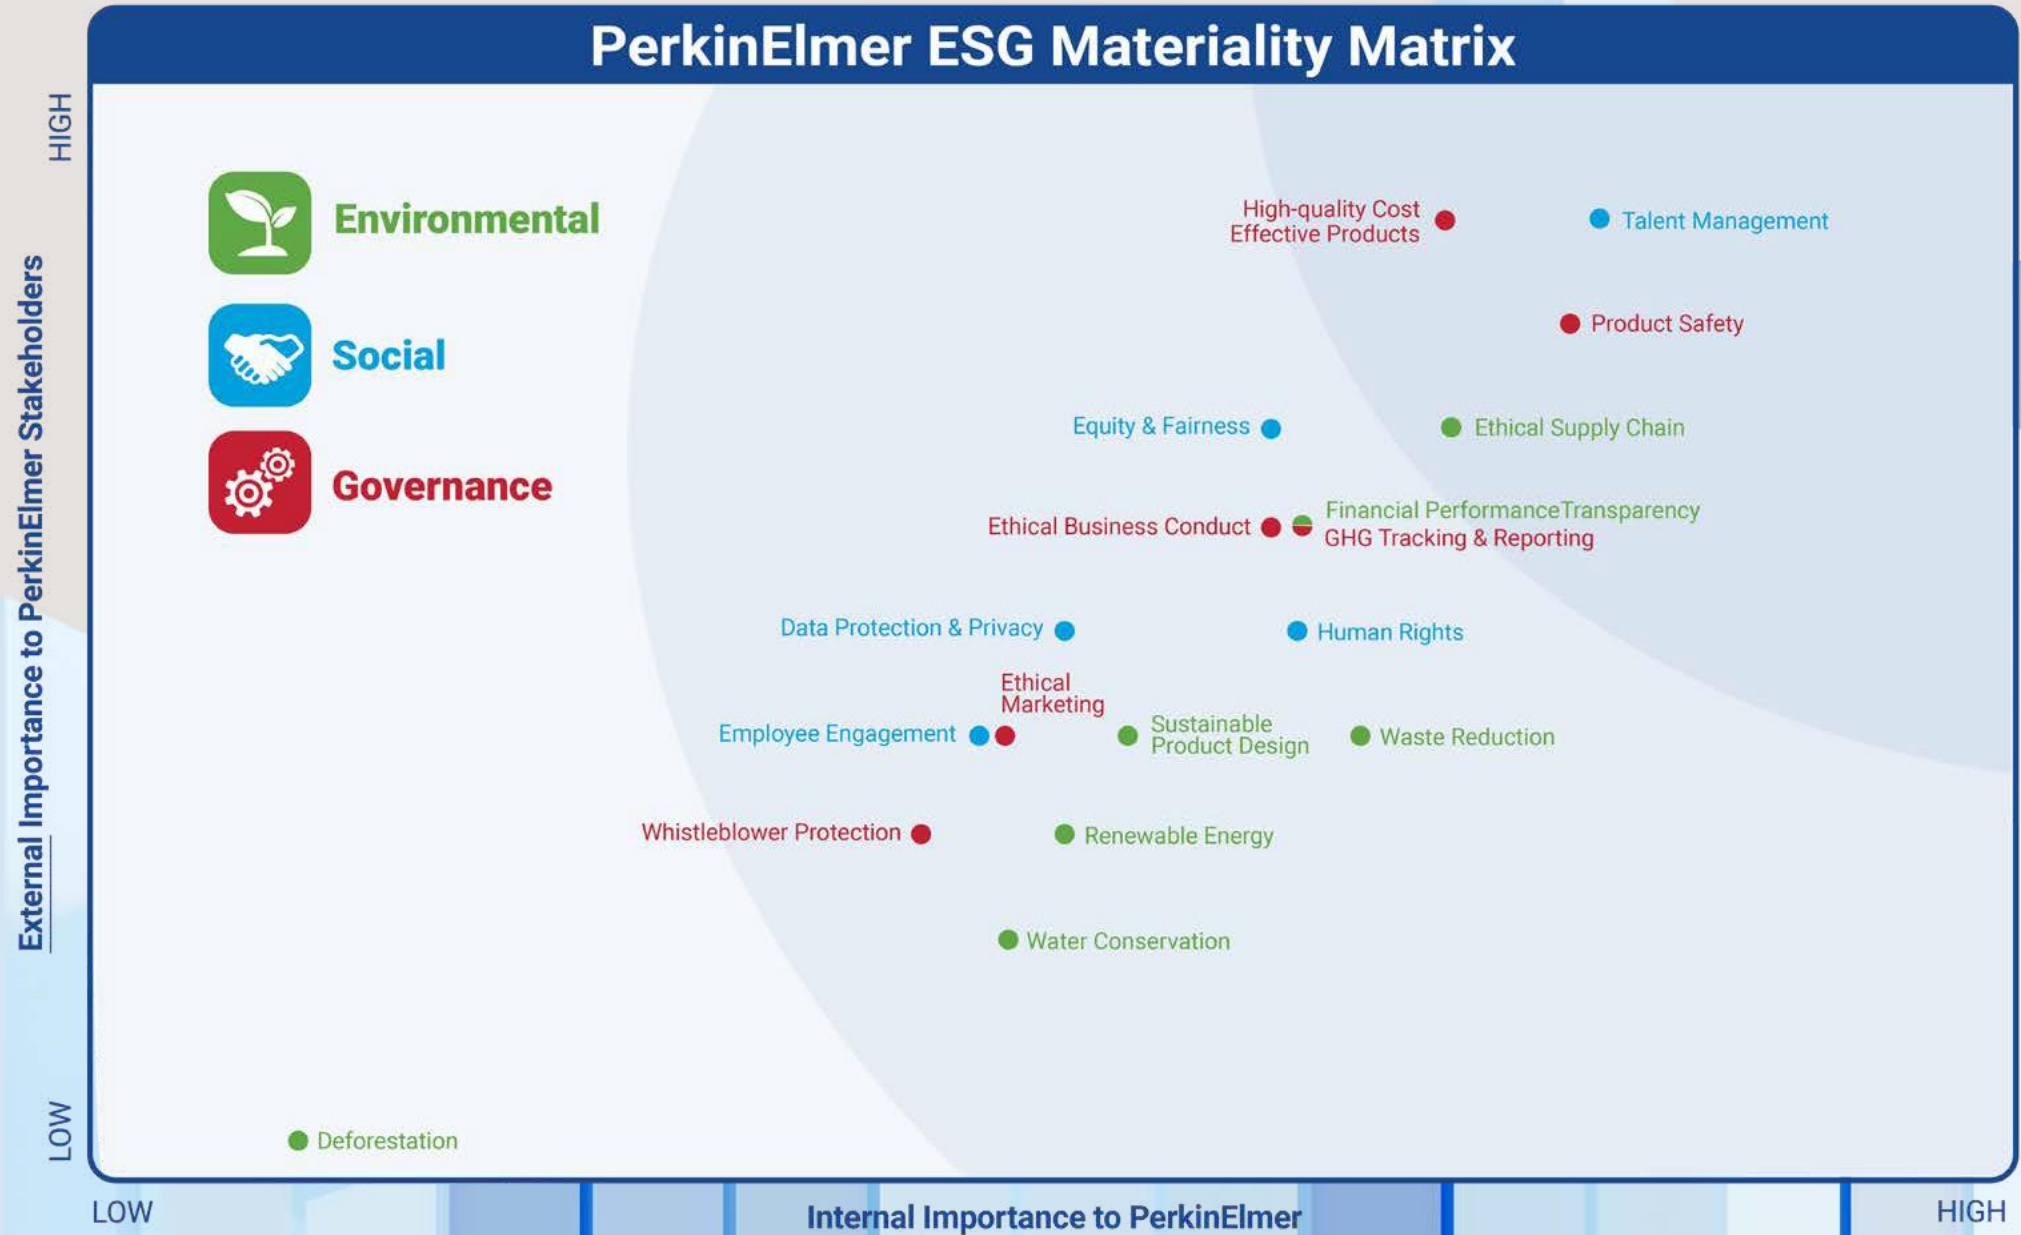 PerkinElmer ESG Materiality Matrix
HIGH
External Importance to PerkinElmer Stakeholders
LOW
Environmental
Social
Governance
High-quality Cost
Effective Products
Talent Management
Product Safety
Equity & Fairness
Ethical Supply Chain
Ethical Business Conduct
Financial PerformanceTransparency
GHG Tracking & Reporting
Data Protection & Privacy
Human Rights
Ethical
Marketing
Employee Engagement
Sustainable
Product Design
Waste Reduction
Whistleblower Protection
Renewable Energy
Water Conservation
Deforestation
LOW
Internal Importance to PerkinElmer
HIGH